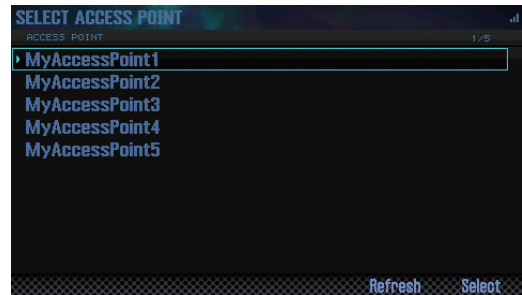 SELECT ACCESS POINT
ACCESS POINT 1/5
MyAccessPoint1
MyAccessPoint2
MyAccessPoint3
MyAccessPoint4
MyAccessPoint5
Refresh Select